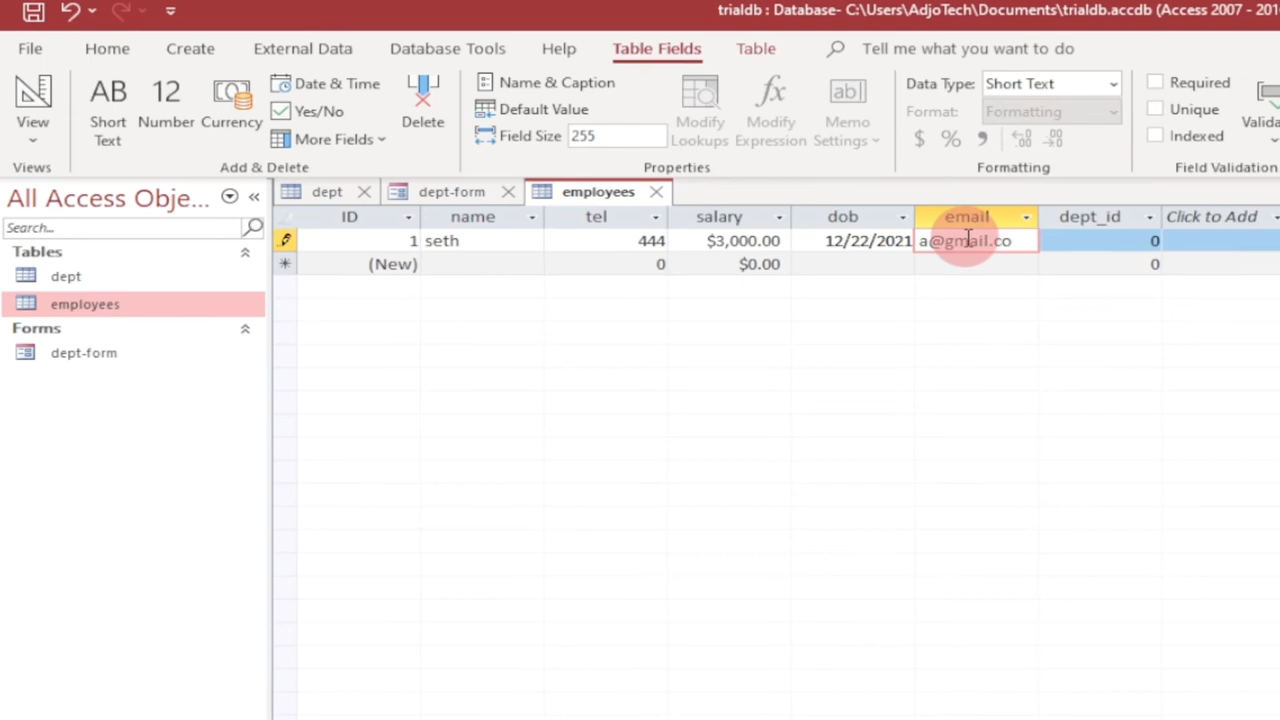 trialdb : Database- C:\Users\AdjoTech\Documents\trialdb.accdb (Access 2007 - 201
File Home Create External Data Database Tools Help Table Fields Table Tell me what you want to do
View
Views
AB Short Text
12 Number
Currency
Date & Time
Yes/No
More Fields
Delete
Add & Delete
Name & Caption
Default Value
Field Size 255
Modify Lookups
fx Modify Expression
ab| Memo Settings
Properties
Data Type: Short Text
Format: Formatting
$ % , .00 .00
Formatting
Required
Unique
Indexed
Valida
Field Validation
All Access Obje...
Search...
Tables
dept
employees
Forms
dept-form
dept dept-form employees
ID name tel salary dob email dept_id Click to Add
1 seth 444 $3,000.00 12/22/2021 a@gmail.co 0
(New) 0 $0.00 0